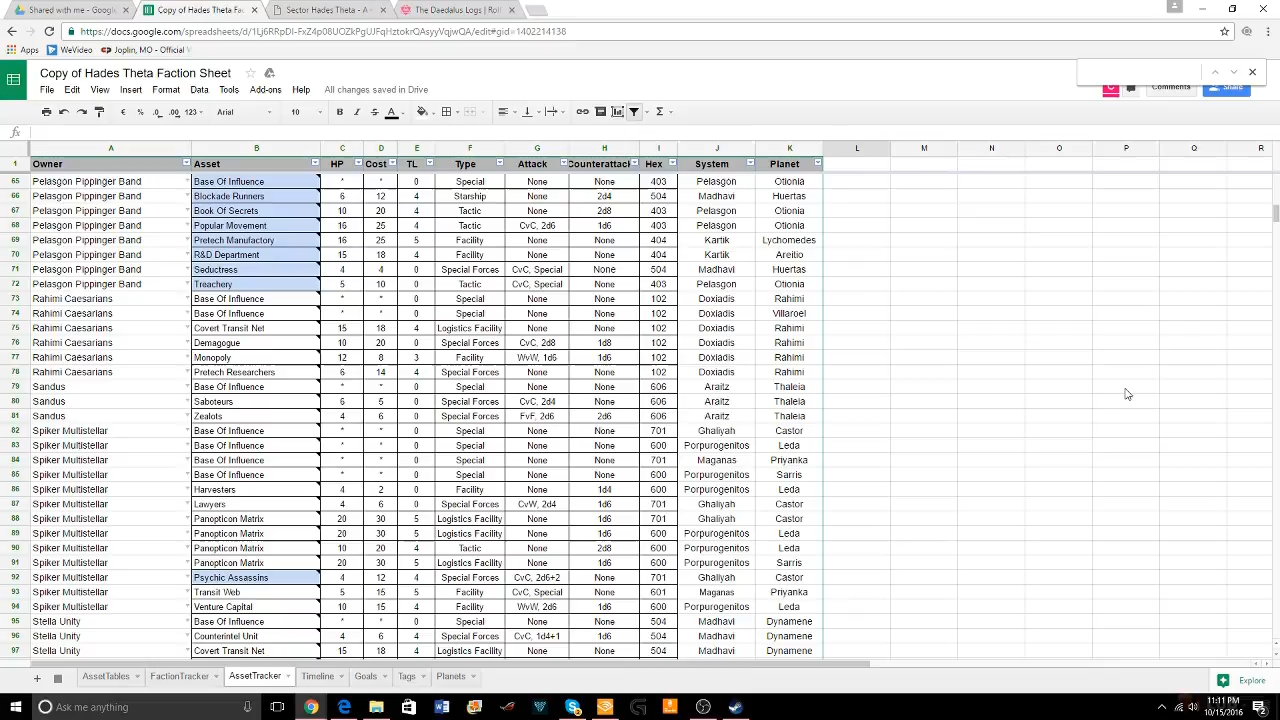 Shared with me - Google
Copy of Hades Theta Fa
Sector Hades Theta - A
The Daedalus Logs | Roll
https://docs.google.com/spreadsheets/d/1Lj6RRpDI-FxZ4p08UOZkPgUJFqHztokrQAsyyVqjwQA/edit#gid=1402214138
Apps WeVideo Joplin, MO - Official
Copy of Hades Theta Faction Sheet
File Edit View Insert Format Data Tools Add-ons Help All changes saved in Drive
Comments Share
€ % .0 .00 123 Arial 10 B I S A Σ
fx
A B C D E F G H I J K L M N O P Q R
1 Owner Asset HP Cost TL Type Attack Counterattack Hex System Planet
65 Pelasgon Pippinger Band Base Of Influence * * 0 Special None None 403 Pelasgon Otionia
66 Pelasgon Pippinger Band Blockade Runners 6 12 4 Starship None 2d4 504 Madhavi Huertas
67 Pelasgon Pippinger Band Book Of Secrets 10 20 4 Tactic None 2d8 403 Pelasgon Otionia
68 Pelasgon Pippinger Band Popular Movement 16 25 4 Tactic CvC, 2d6 1d6 403 Pelasgon Otionia
69 Pelasgon Pippinger Band Pretech Manufactory 16 25 5 Facility None None 404 Kartik Lychomedes
70 Pelasgon Pippinger Band R&D Department 15 18 4 Facility None None 404 Kartik Areitio
71 Pelasgon Pippinger Band Seductress 4 4 0 Special Forces CvC, Special None 504 Madhavi Huertas
72 Pelasgon Pippinger Band Treachery 5 10 0 Tactic CvC, Special None 403 Pelasgon Otionia
73 Rahimi Caesarians Base Of Influence * * 0 Special None None 102 Doxiadis Rahimi
74 Rahimi Caesarians Base Of Influence * * 0 Special None None 102 Doxiadis Villaroel
75 Rahimi Caesarians Covert Transit Net 15 18 4 Logistics Facility None None 102 Doxiadis Rahimi
76 Rahimi Caesarians Demagogue 10 20 0 Special Forces CvC, 2d8 1d8 102 Doxiadis Rahimi
77 Rahimi Caesarians Monopoly 12 8 3 Facility WvW, 1d6 1d6 102 Doxiadis Rahimi
78 Rahimi Caesarians Pretech Researchers 6 14 4 Special Forces None None 102 Doxiadis Rahimi
79 Sandus Base Of Influence * * 0 Special None None 606 Araitz Thaleia
80 Sandus Saboteurs 6 5 0 Special Forces CvC, 2d4 None 606 Araitz Thaleia
81 Sandus Zealots 4 6 0 Special Forces FvF, 2d6 2d6 606 Araitz Thaleia
82 Spiker Multistellar Base Of Influence * * 0 Special None None 701 Ghaliyah Castor
83 Spiker Multistellar Base Of Influence * * 0 Special None None 600 Porpurogenitos Leda
84 Spiker Multistellar Base Of Influence * * 0 Special None None 701 Maganas Priyanka
85 Spiker Multistellar Base Of Influence * * 0 Special None None 600 Porpurogenitos Sarris
86 Spiker Multistellar Harvesters 4 2 0 Facility None 1d4 600 Porpurogenitos Leda
87 Spiker Multistellar Lawyers 4 6 0 Special Forces CvW, 2d4 1d6 701 Ghaliyah Castor
88 Spiker Multistellar Panopticon Matrix 20 30 5 Logistics Facility None 1d6 701 Ghaliyah Castor
89 Spiker Multistellar Panopticon Matrix 20 30 5 Logistics Facility None 1d6 600 Porpurogenitos Leda
90 Spiker Multistellar Panopticon Matrix 10 20 4 Tactic None 2d8 600 Porpurogenitos Leda
91 Spiker Multistellar Panopticon Matrix 20 30 5 Logistics Facility None 1d6 600 Porpurogenitos Sarris
92 Spiker Multistellar Psychic Assassins 4 12 4 Special Forces CvC, 2d6+2 None 701 Ghaliyah Castor
93 Spiker Multistellar Transit Web 5 15 5 Facility CvC, Special None 701 Maganas Priyanka
94 Spiker Multistellar Venture Capital 10 15 4 Facility WvW, 2d6 1d6 600 Porpurogenitos Leda
95 Stella Unity Base Of Influence * * 0 Special None None 504 Madhavi Dynamene
96 Stella Unity Counterintel Unit 4 6 4 Special Forces CvC, 1d4+1 1d6 504 Madhavi Dynamene
97 Stella Unity Covert Transit Net 15 18 4 Logistics Facility None None 504 Madhavi Dynamene
AssetTables FactionTracker AssetTracker Timeline Goals Tags Planets Explore
Ask me anything
11:11 PM
10/15/2016